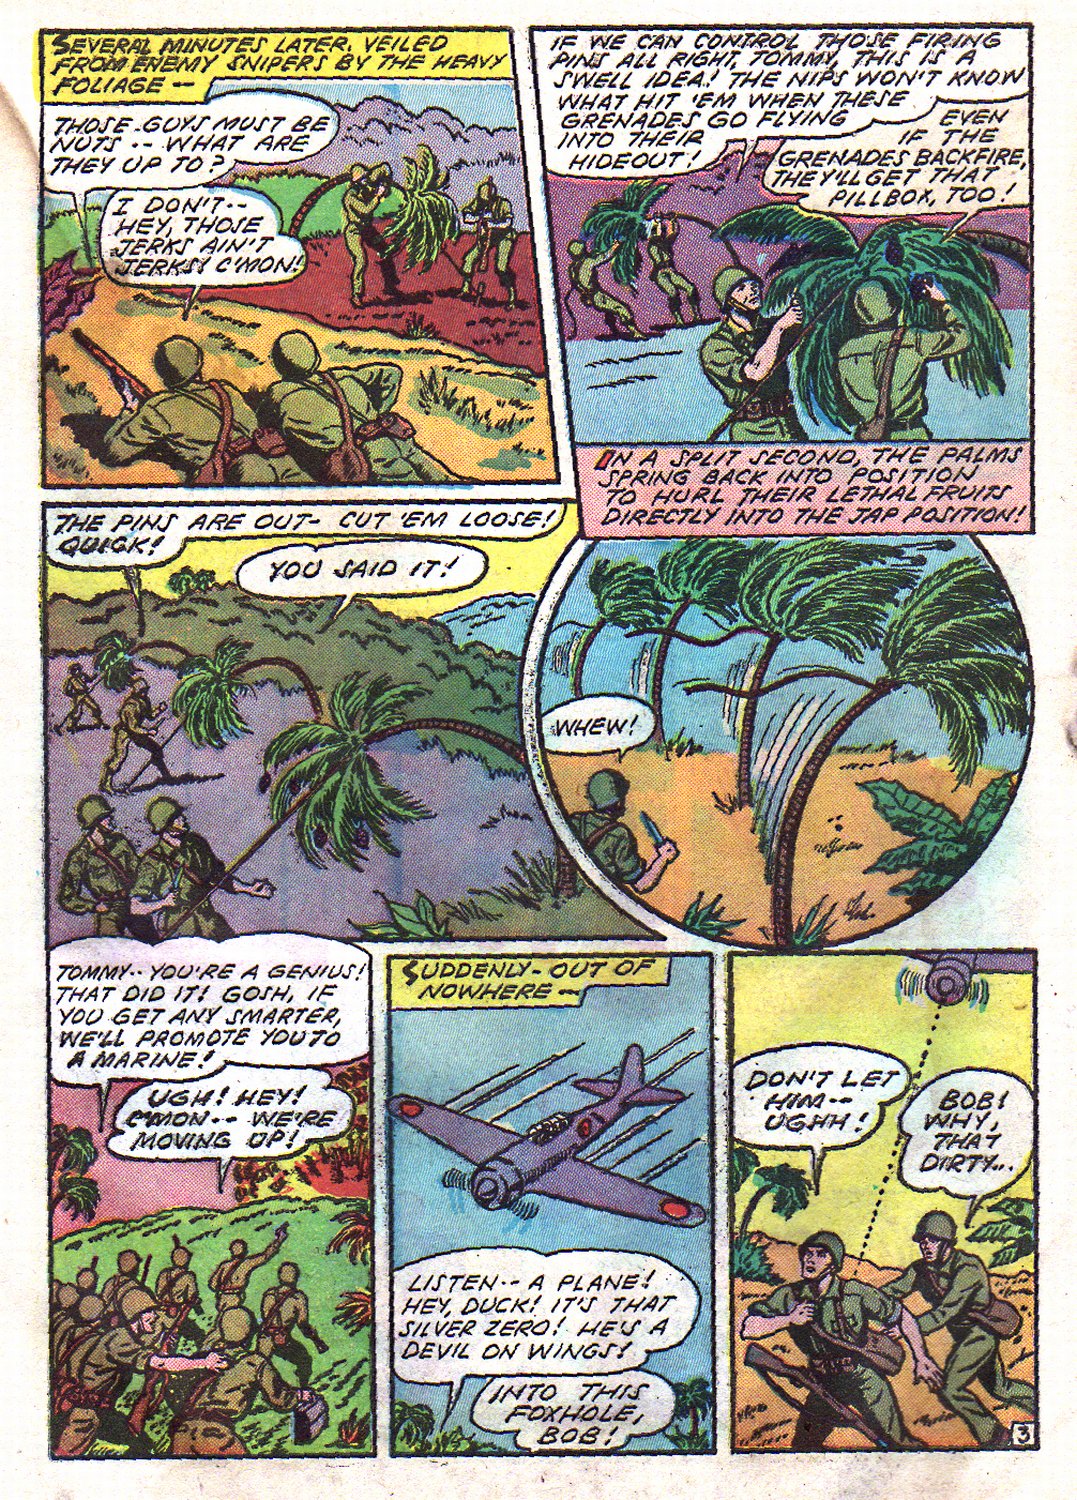 SEVERAL MINUTES LATER, VEILED
FROM ENEMY SNIPERS BY THE HEAVY
FOLIAGE --
THOSE GUYS MUST BE
NUTS -- WHAT ARE
THEY UP TO?
I DON'T--
HEY, THOSE
JERKS AIN'T
JERKS! C'MON!
IF WE CAN CONTROL THOSE FIRING
PINS ALL RIGHT, TOMMY, THIS IS A
SWELL IDEA! THE NIPS WON'T KNOW
WHAT HIT 'EM WHEN THESE
GRENADES GO FLYING
INTO THEIR
HIDEOUT!
EVEN
IF THE
GRENADES BACKFIRE,
THEY'LL GET THAT
PILLBOX, TOO!
IN A SPLIT SECOND, THE PALMS
SPRING BACK INTO POSITION
TO HURL THEIR LETHAL FRUITS
DIRECTLY INTO THE JAP POSITION!
THE PINS ARE OUT- CUT 'EM LOOSE!
QUICK!
YOU SAID IT!
WHEW!
TOMMY-- YOU'RE A GENIUS!
THAT DID IT! GOSH, IF
YOU GET ANY SMARTER,
WE'LL PROMOTE YOU TO
A MARINE!
UGH! HEY!
C'MON-- WE'RE
MOVING UP!
SUDDENLY- OUT OF
NOWHERE --
LISTEN-- A PLANE!
HEY, DUCK! IT'S THAT
SILVER ZERO! HE'S A
DEVIL ON WINGS!
INTO THIS
FOXHOLE,
BOB!
DON'T LET
HIM--
UGHH!
BOB!
WHY,
THAT
DIRTY...
3